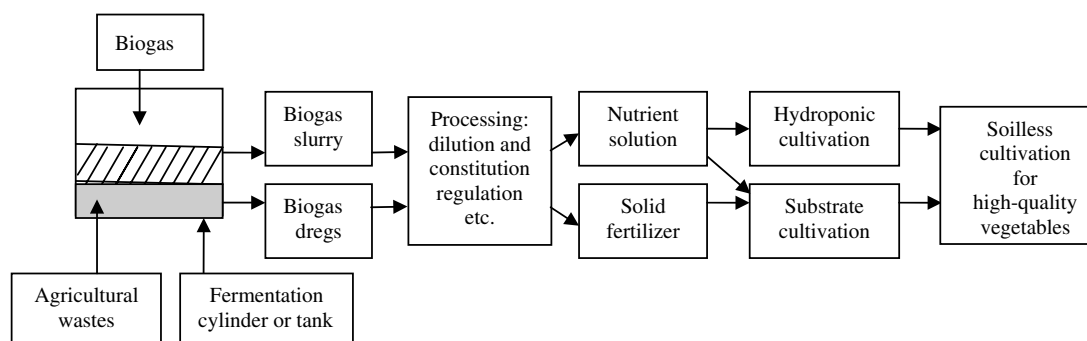 Biogas
Biogas
slurry
Processing:
dilution and
constitution
regulation
etc.
Nutrient
solution
Hydroponic
cultivation
Soilless
cultivation
for
high-quality
vegetables
Biogas
dregs
Solid
fertilizer
Substrate
cultivation
Agricultural
wastes
Fermentation
cylinder or tank